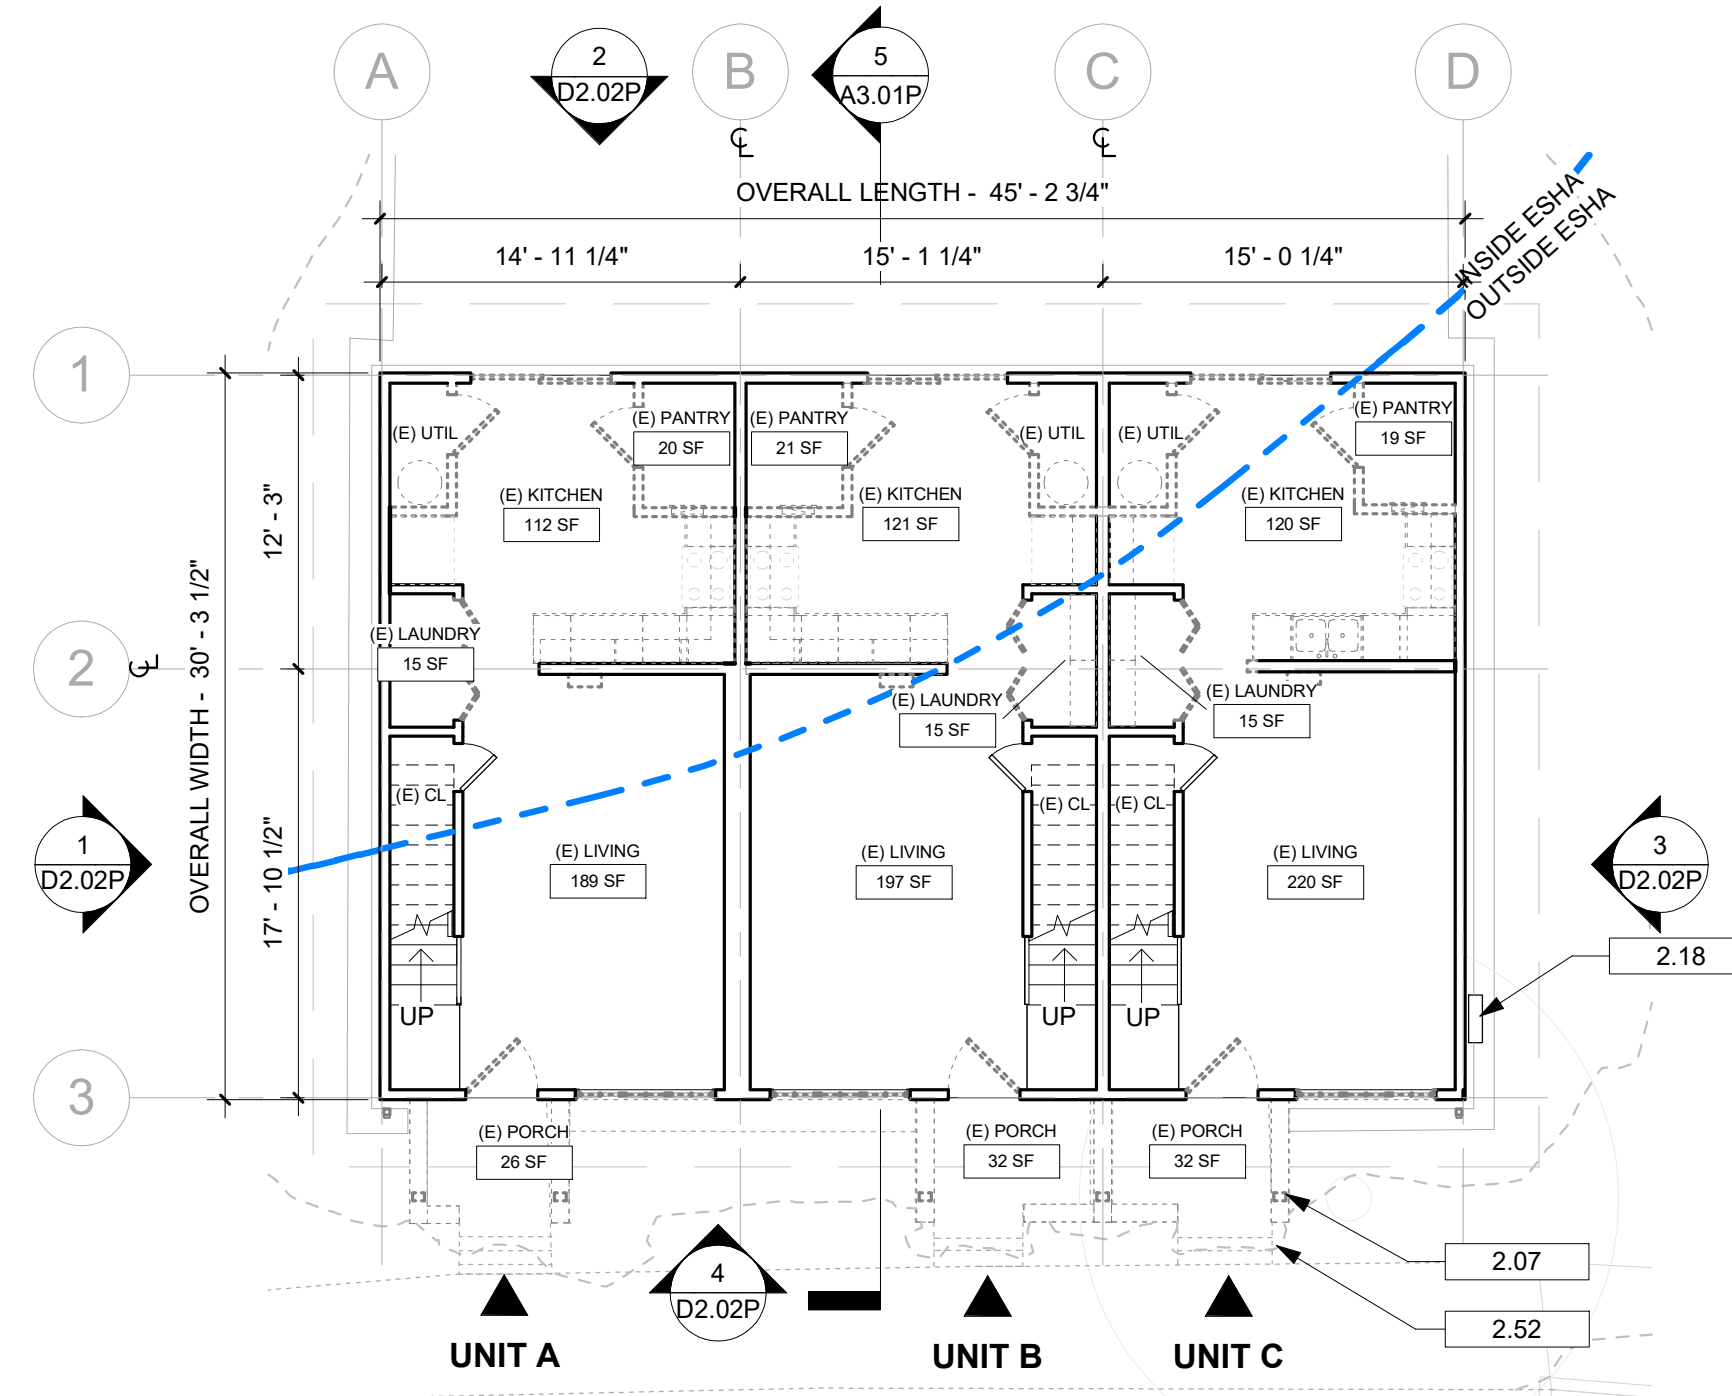 A
B
C
D
2
D2.02P
5
A3.01P
℄
℄
OVERALL LENGTH - 45' - 2 3/4"
14' - 11 1/4"
15' - 1 1/4"
15' - 0 1/4"
INSIDE ESHA
OUTSIDE ESHA
1
2
℄
3
OVERALL WIDTH - 30' - 3 1/2"
12' - 3"
17' - 10 1/2"
(E) UTIL
(E) PANTRY
20 SF
(E) PANTRY
21 SF
(E) UTIL
(E) UTIL
(E) PANTRY
19 SF
(E) KITCHEN
112 SF
(E) KITCHEN
121 SF
(E) KITCHEN
120 SF
(E) LAUNDRY
15 SF
(E) LAUNDRY
15 SF
(E) LAUNDRY
15 SF
(E) CL
(E) CL
(E) CL
(E) LIVING
189 SF
(E) LIVING
197 SF
(E) LIVING
220 SF
1
D2.02P
3
D2.02P
2.18
UP
UP
UP
(E) PORCH
26 SF
(E) PORCH
32 SF
(E) PORCH
32 SF
4
D2.02P
2.07
2.52
UNIT A
UNIT B
UNIT C